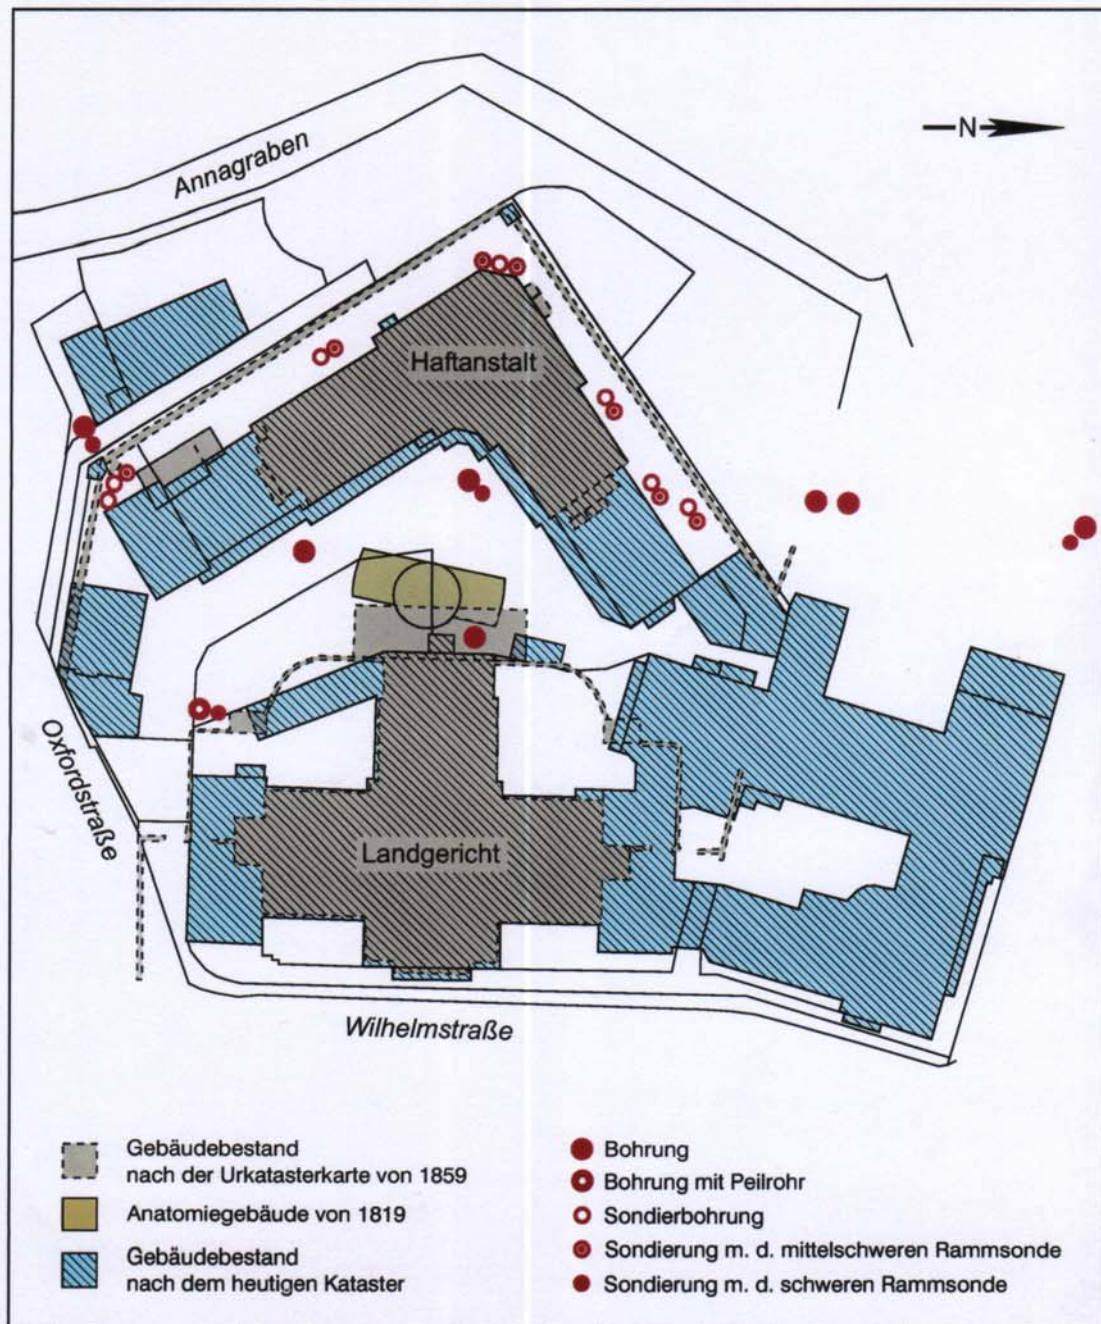 N
Annagraben
Haftanstalt
Oxfordstraße
Landgericht
Wilhelmstraße
Gebäudebestand
nach der Urkatasterkarte von 1859
Anatomiegebäude von 1819
Gebäudebestand
nach dem heutigen Kataster
Bohrung
Bohrung mit Peilrohr
Sondierbohrung
Sondierung m. d. mittelschweren Rammsonde
Sondierung m. d. schweren Rammsonde